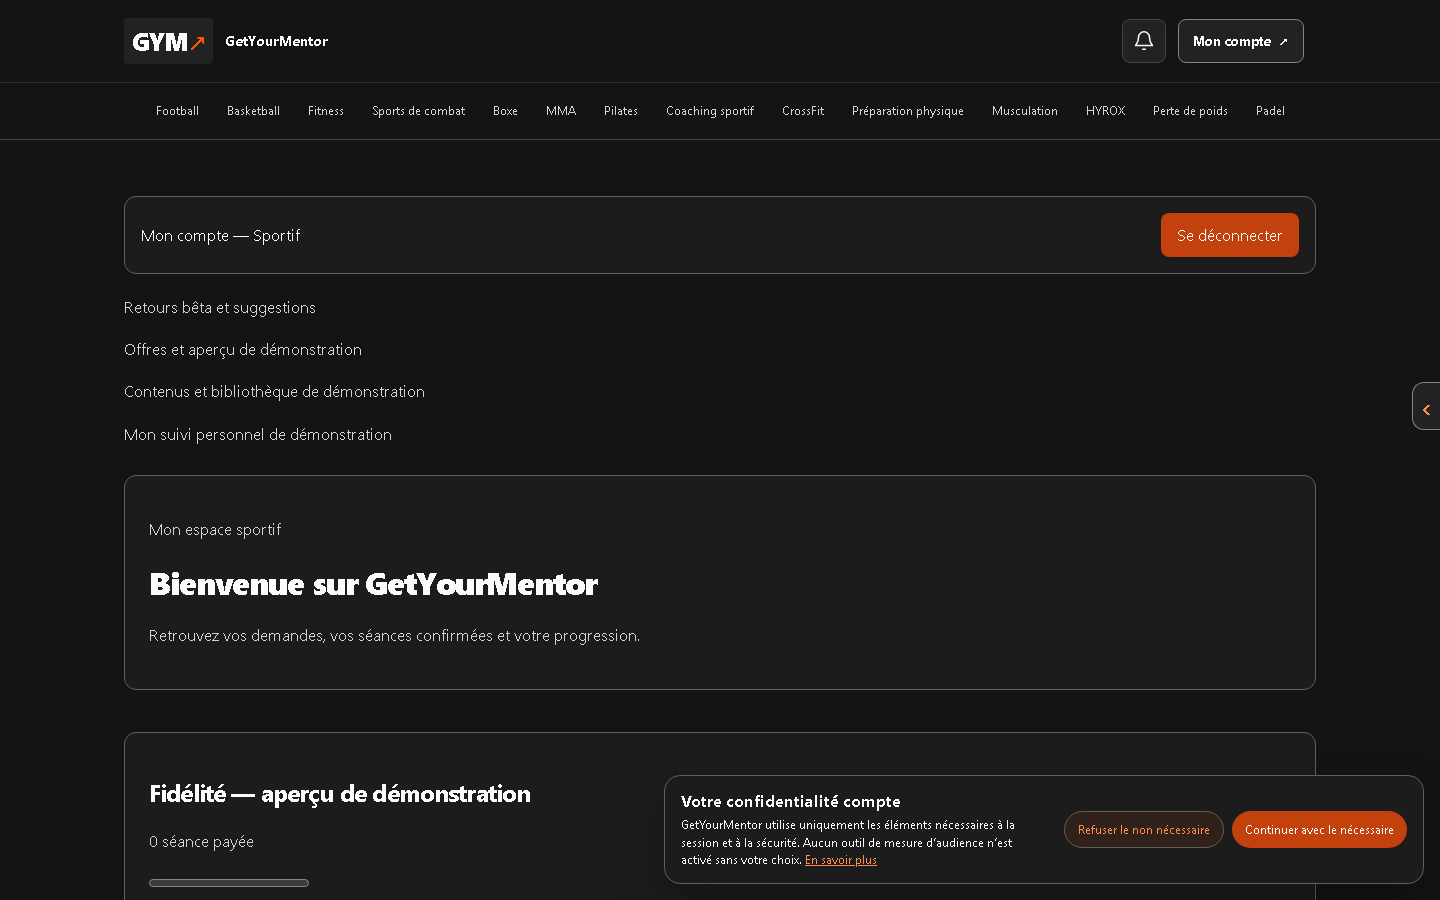 GYM↗ GetYourMentor
Mon compte ↗
Football Basketball Fitness Sports de combat Boxe MMA Pilates Coaching sportif CrossFit Préparation physique Musculation HYROX Perte de poids Padel
Mon compte — Sportif
Se déconnecter
Retours bêta et suggestions
Offres et aperçu de démonstration
Contenus et bibliothèque de démonstration
Mon suivi personnel de démonstration
Mon espace sportif
Bienvenue sur GetYourMentor
Retrouvez vos demandes, vos séances confirmées et votre progression.
Fidélité — aperçu de démonstration
0 séance payée
Votre confidentialité compte
GetYourMentor utilise uniquement les éléments nécessaires à la
session et à la sécurité. Aucun outil de mesure d’audience n’est
activé sans votre choix. En savoir plus
Refuser le non nécessaire
Continuer avec le nécessaire